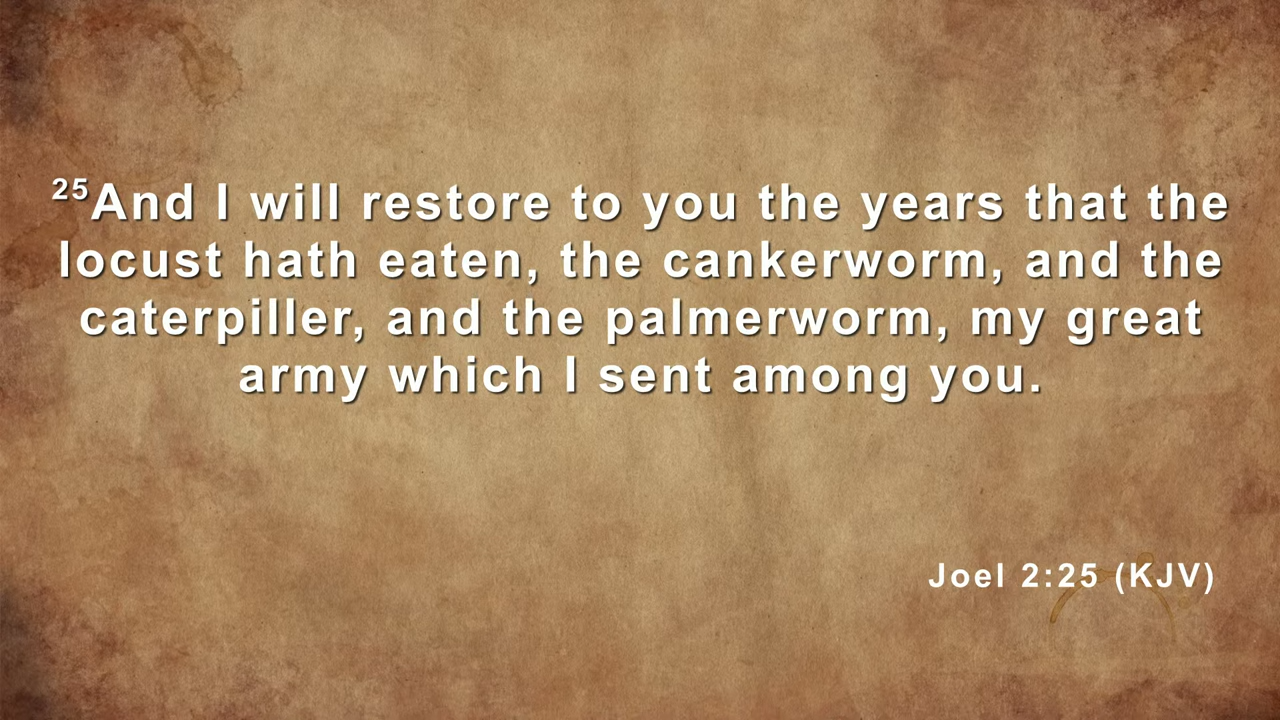 25And I will restore to you the years that the
locust hath eaten, the cankerworm, and the
caterpiller, and the palmerworm, my great
army which I sent among you.
Joel 2:25 (KJV)